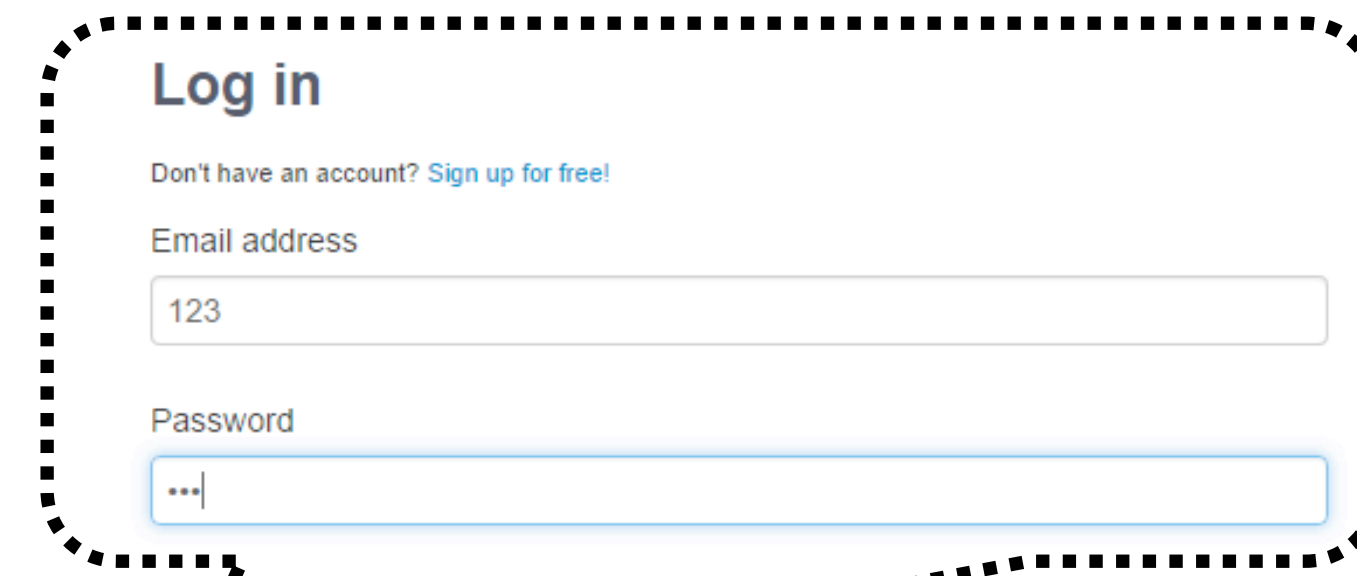 Log in
Don't have an account? Sign up for free!
Email address
123
Password
•••